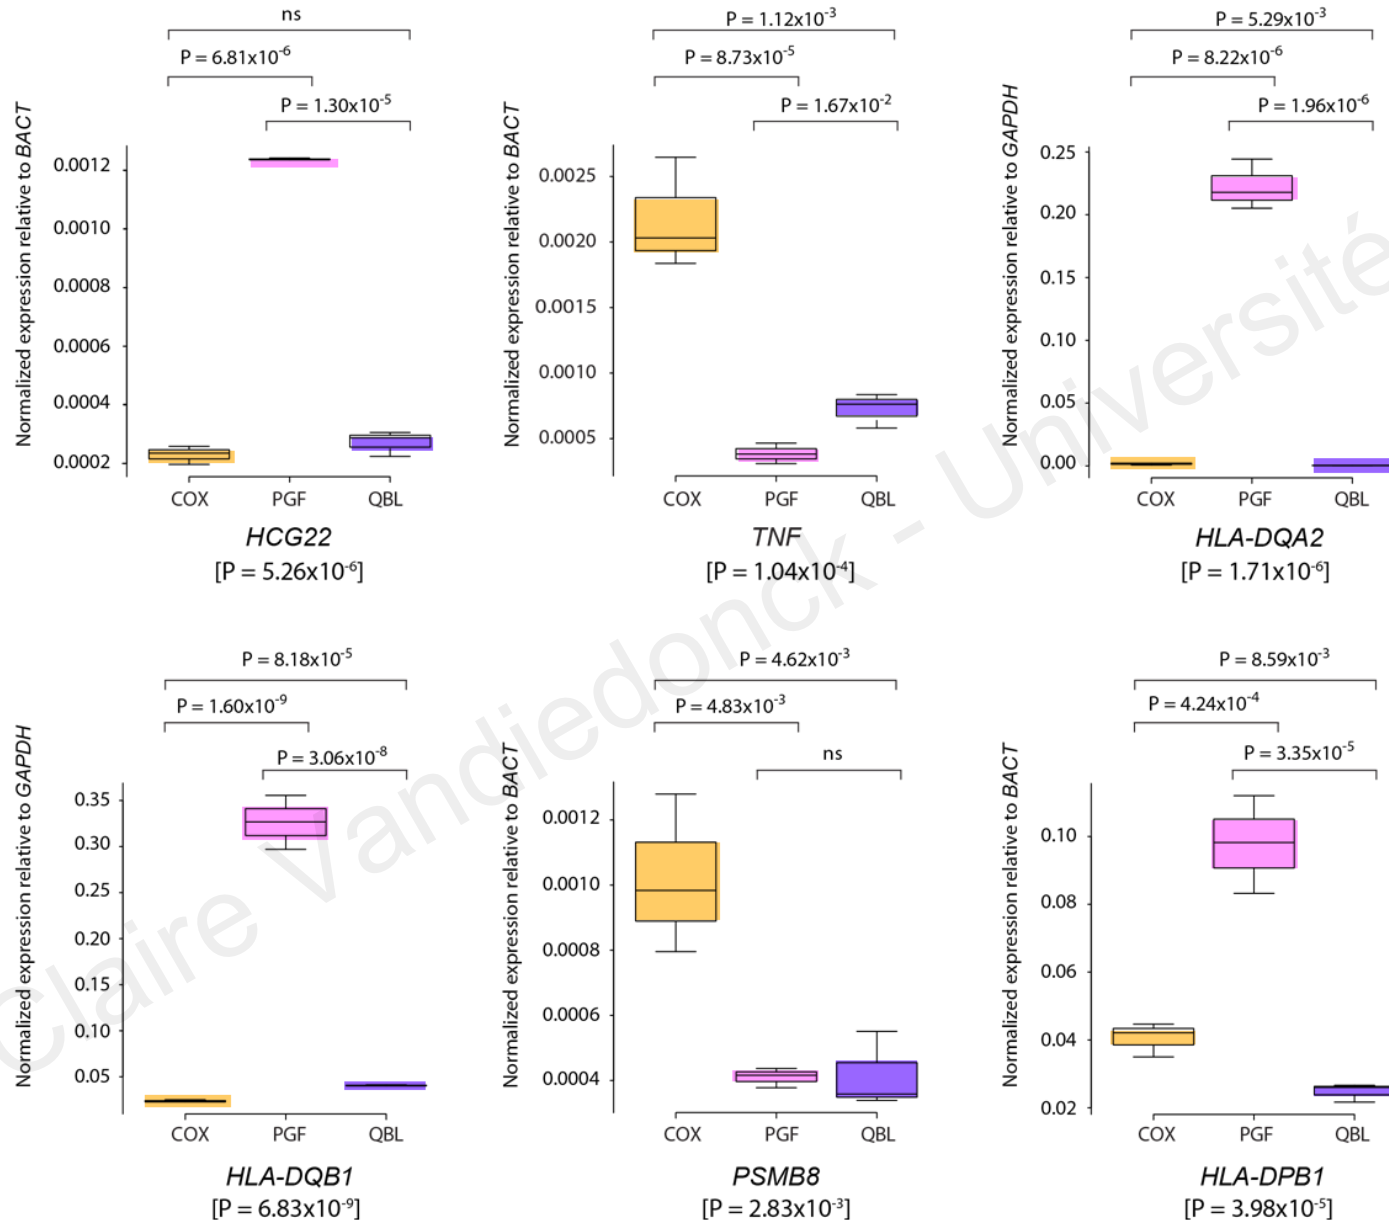 ns
P = 6.81x10⁻⁶
P = 1.30x10⁻⁵
Normalized expression relative to BACT
0.0012
0.0010
0.0008
0.0006
0.0004
0.0002
COX PGF QBL
HCG22
[P = 5.26x10⁻⁶]
P = 1.12x10⁻³
P = 8.73x10⁻⁵
P = 1.67x10⁻²
Normalized expression relative to BACT
0.0025
0.0020
0.0015
0.0010
0.0005
COX PGF QBL
TNF
[P = 1.04x10⁻⁴]
P = 5.29x10⁻³
P = 8.22x10⁻⁶
P = 1.96x10⁻⁶
Normalized expression relative to GAPDH
0.25
0.20
0.15
0.10
0.05
0.00
COX PGF QBL
HLA-DQA2
[P = 1.71x10⁻⁶]
P = 8.18x10⁻⁵
P = 1.60x10⁻⁹
P = 3.06x10⁻⁸
Normalized expression relative to GAPDH
0.35
0.30
0.25
0.20
0.15
0.10
0.05
COX PGF QBL
HLA-DQB1
[P = 6.83x10⁻⁹]
P = 4.62x10⁻³
P = 4.83x10⁻³
ns
Normalized expression relative to BACT
0.0012
0.0010
0.0008
0.0006
0.0004
COX PGF QBL
PSMB8
[P = 2.83x10⁻³]
P = 8.59x10⁻³
P = 4.24x10⁻⁴
P = 3.35x10⁻⁵
Normalized expression relative to BACT
0.10
0.08
0.06
0.04
0.02
COX PGF QBL
HLA-DPB1
[P = 3.98x10⁻⁵]
Claire Vandiedonck - Université